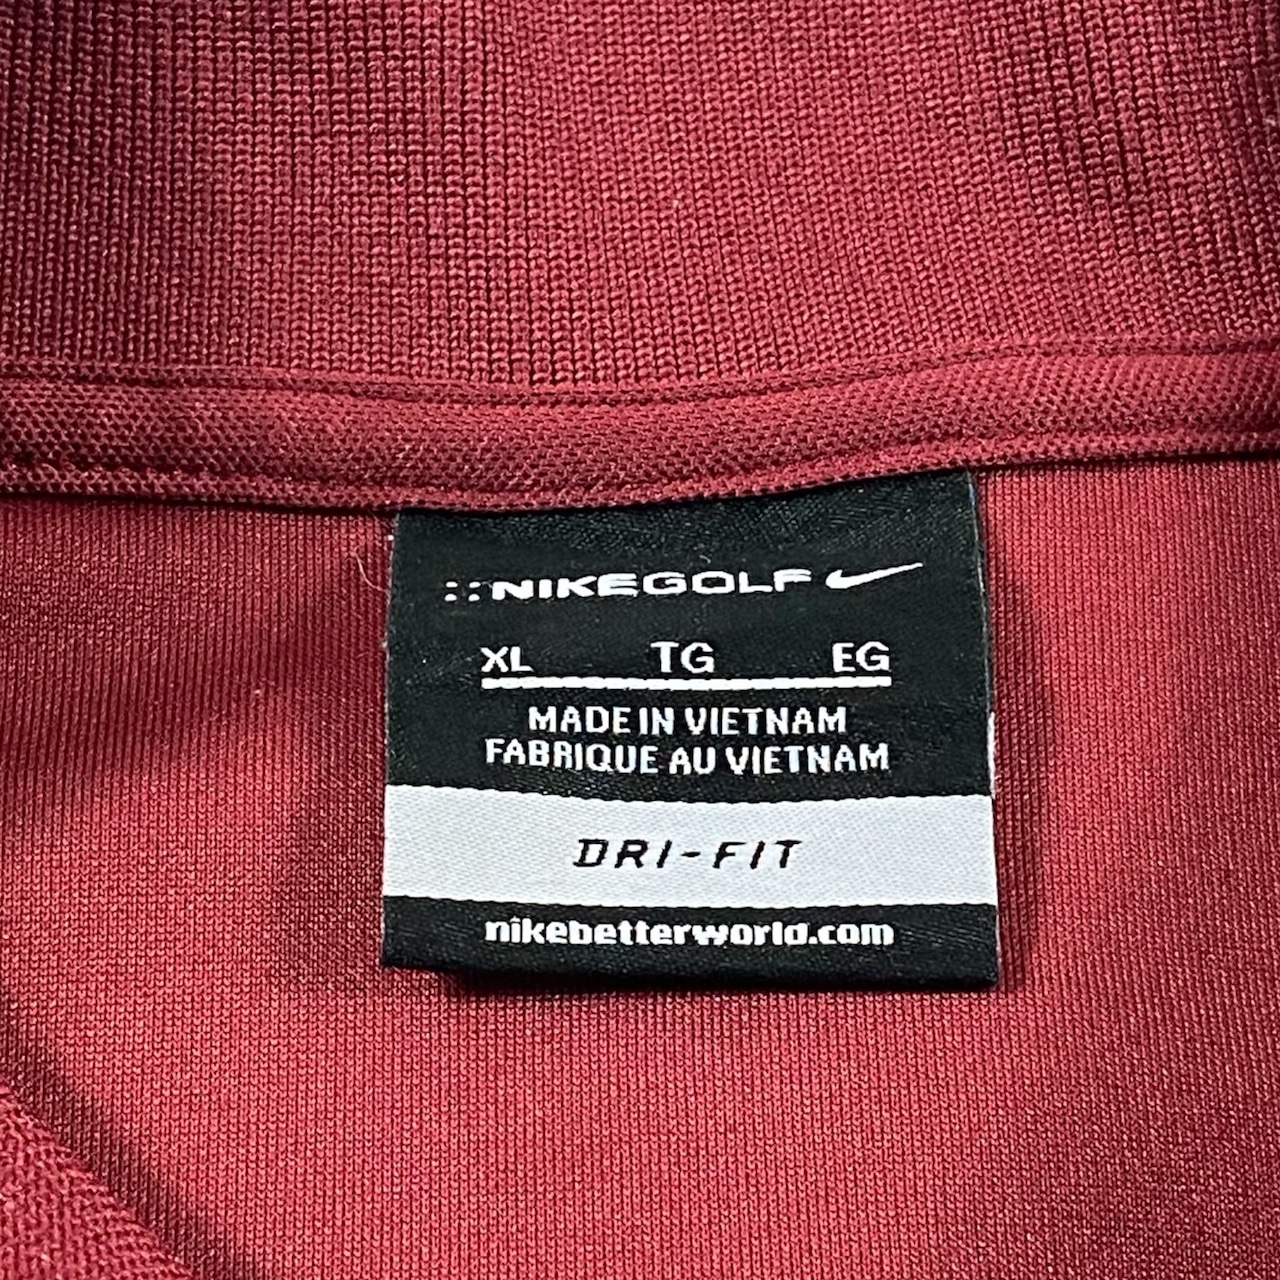 NIKEGOLF
XL TG EG
MADE IN VIETNAM
FABRIQUE AU VIETNAM
DRI-FIT
nikebetterworld.com